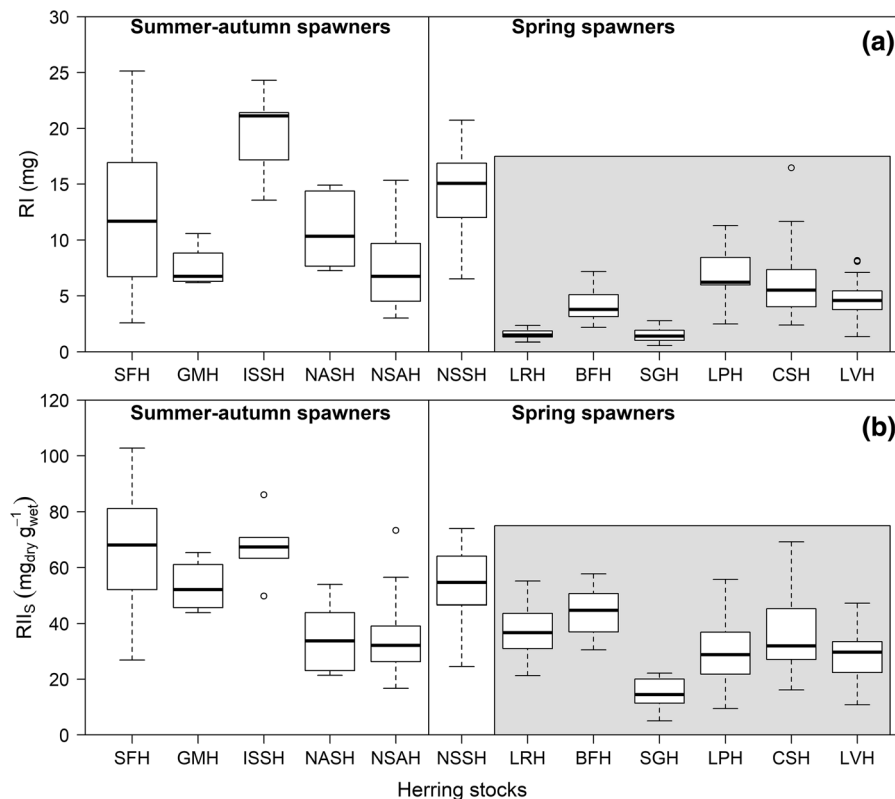 Summer-autumn spawners
Spring spawners
(a)
RI (mg)
30
25
20
15
10
5
0
SFH GMH ISSH NASH NSAH NSSH LRH BFH SGH LPH CSH LVH
Summer-autumn spawners
Spring spawners
(b)
RIIS (mgdry g−1wet)
120
100
80
60
40
20
0
SFH GMH ISSH NASH NSAH NSSH LRH BFH SGH LPH CSH LVH
Herring stocks